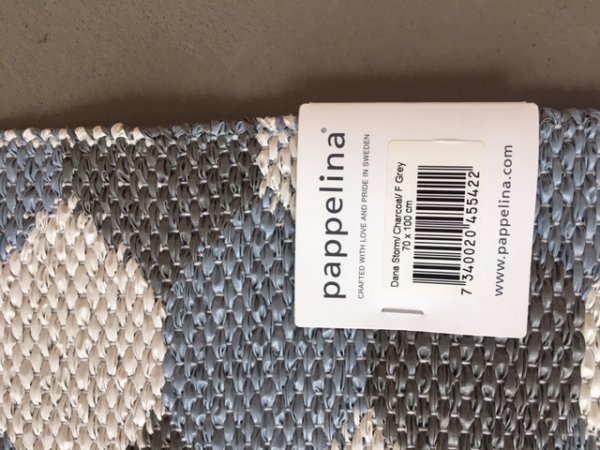 pappelina®
CRAFTED WITH LOVE AND PRIDE IN SWEDEN
Dana Storm/ Charcoal/ F Grey
70 x 100 cm
7 340020 455422
www.pappelina.com